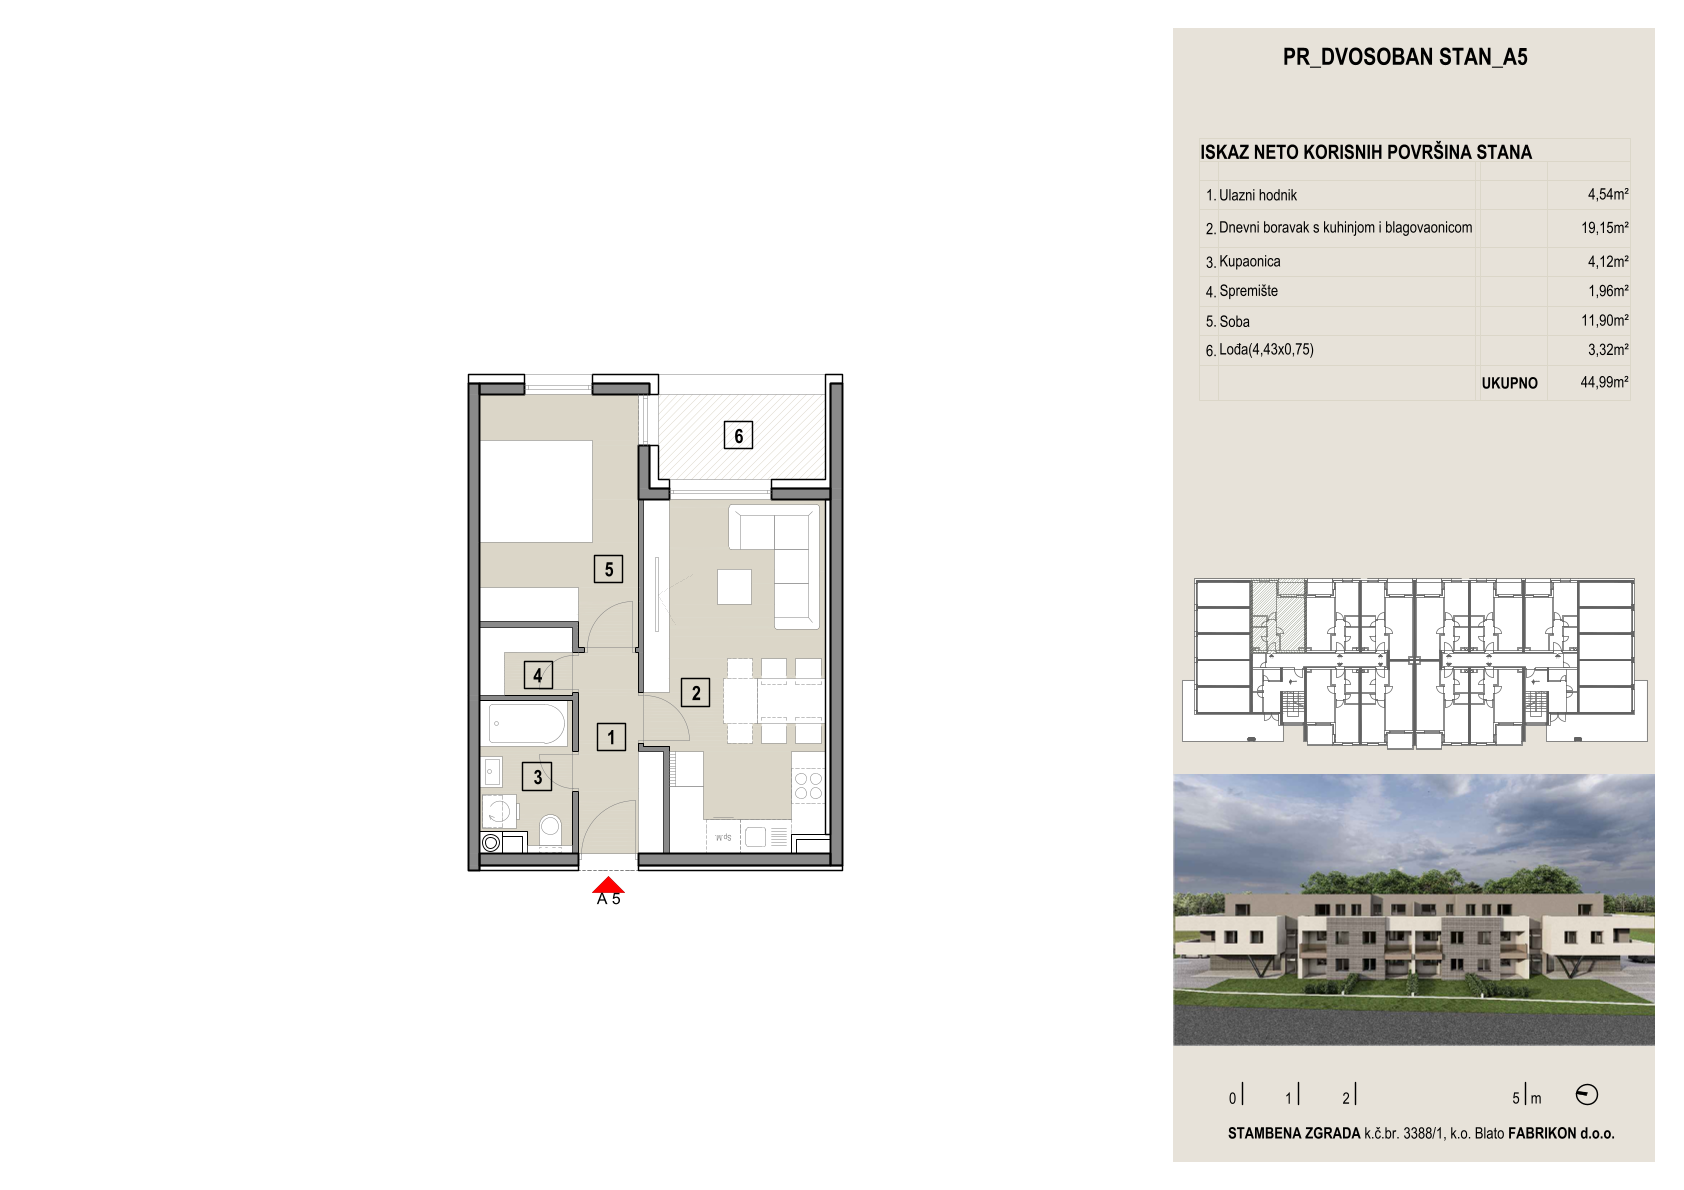 PR_DVOSOBAN STAN_A5
ISKAZ NETO KORISNIH POVRŠINA STANA
1. Ulazni hodnik 4,54m²
2. Dnevni boravak s kuhinjom i blagovaonicom 19,15m²
3. Kupaonica 4,12m²
4. Spremište 1,96m²
5. Soba 11,90m²
6. Lođa(4,43x0,75) 3,32m²
UKUPNO 44,99m²
6
5
4
2
1
3
Sp.M.
A 5
0 1 2 5 m
STAMBENA ZGRADA k.č.br. 3388/1, k.o. Blato FABRIKON d.o.o.